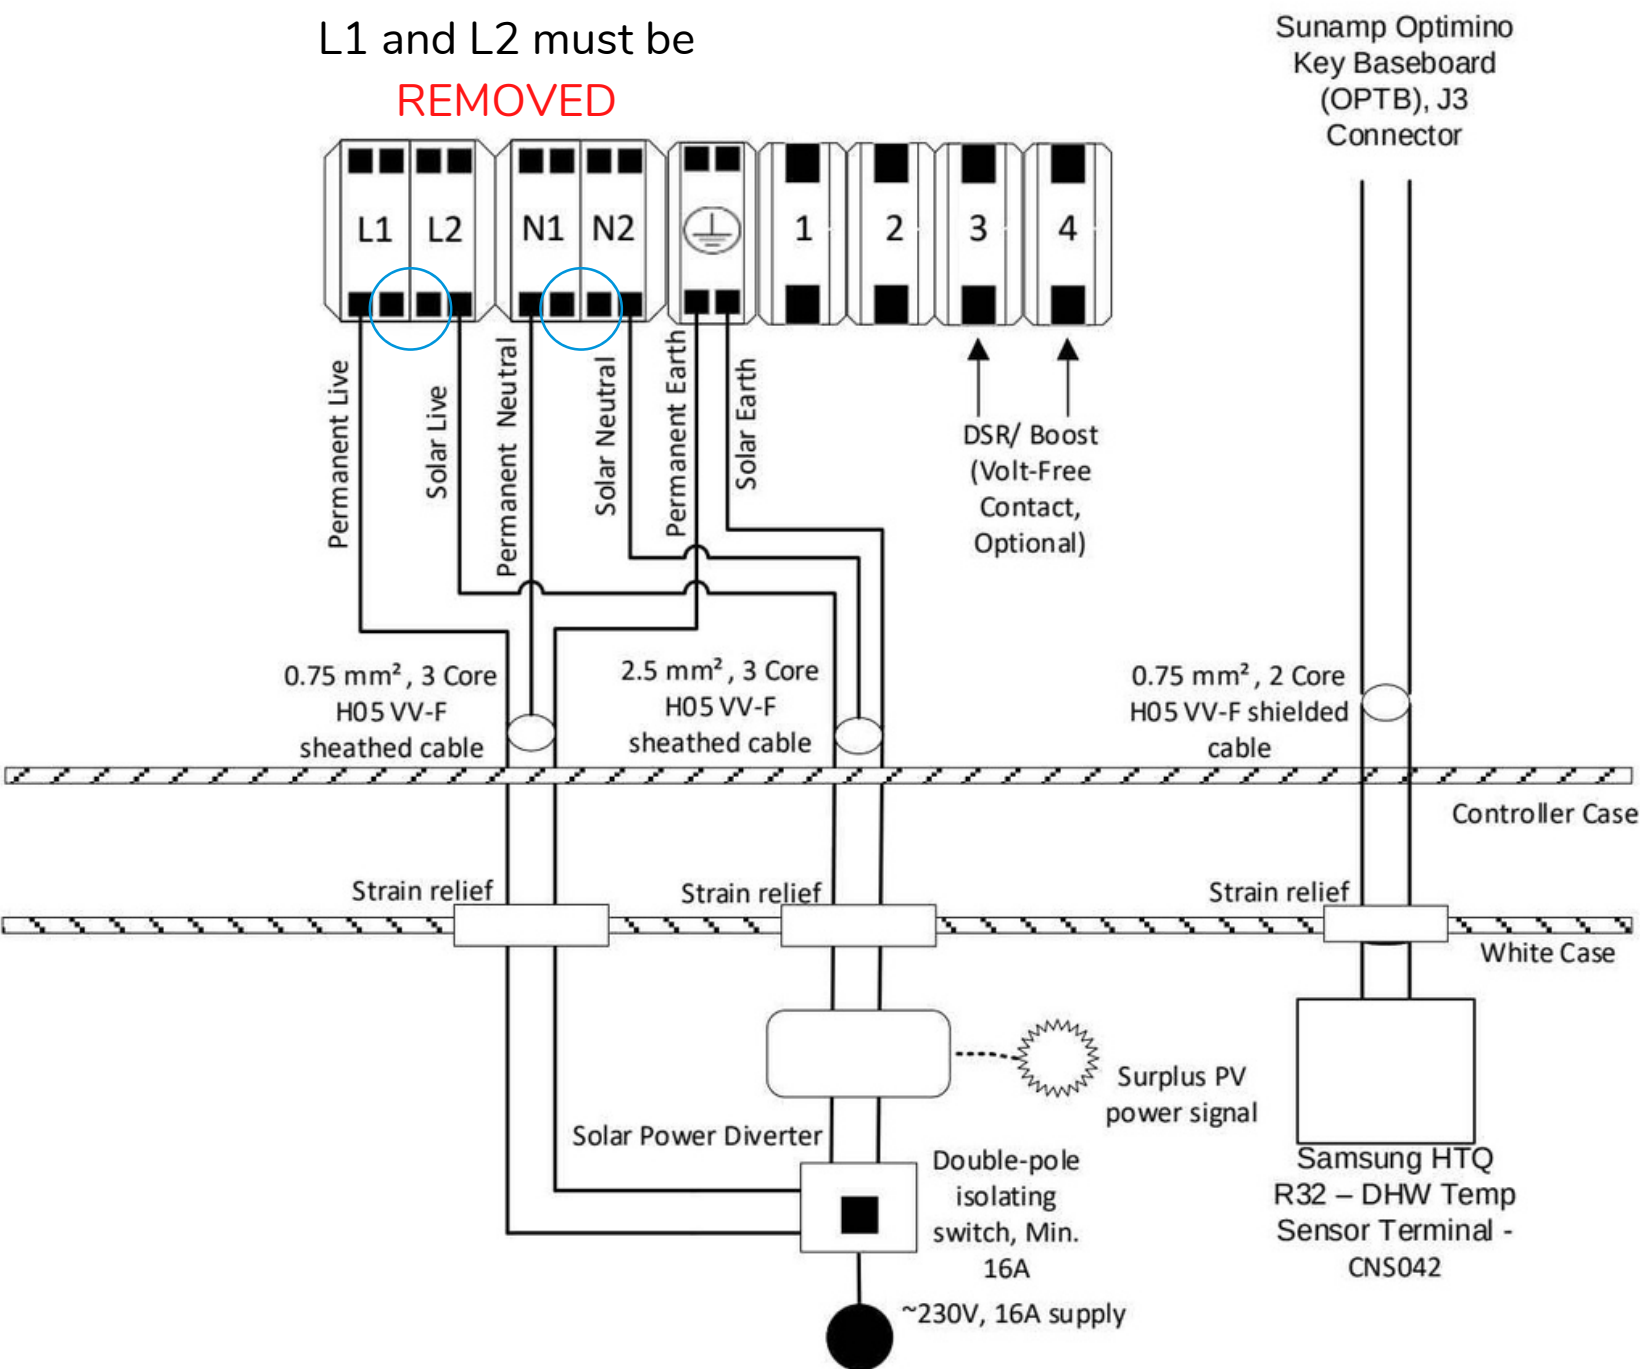 L1 and L2 must be
REMOVED
Sunamp Optimino
Key Baseboard
(OPTB), J3
Connector
L1
L2
N1
N2
1
2
3
4
Permanent Live
Solar Live
Permanent Neutral
Solar Neutral
Permanent Earth
Solar Earth
DSR/ Boost
(Volt-Free
Contact,
Optional)
0.75 mm², 3 Core
H05 VV-F
sheathed cable
2.5 mm², 3 Core
H05 VV-F
sheathed cable
0.75 mm², 2 Core
H05 VV-F shielded
cable
Controller Case
Strain relief
Strain relief
Strain relief
White Case
Surplus PV
power signal
Solar Power Diverter
Double-pole
isolating
switch, Min.
16A
~230V, 16A supply
Samsung HTQ
R32 – DHW Temp
Sensor Terminal -
CNS042